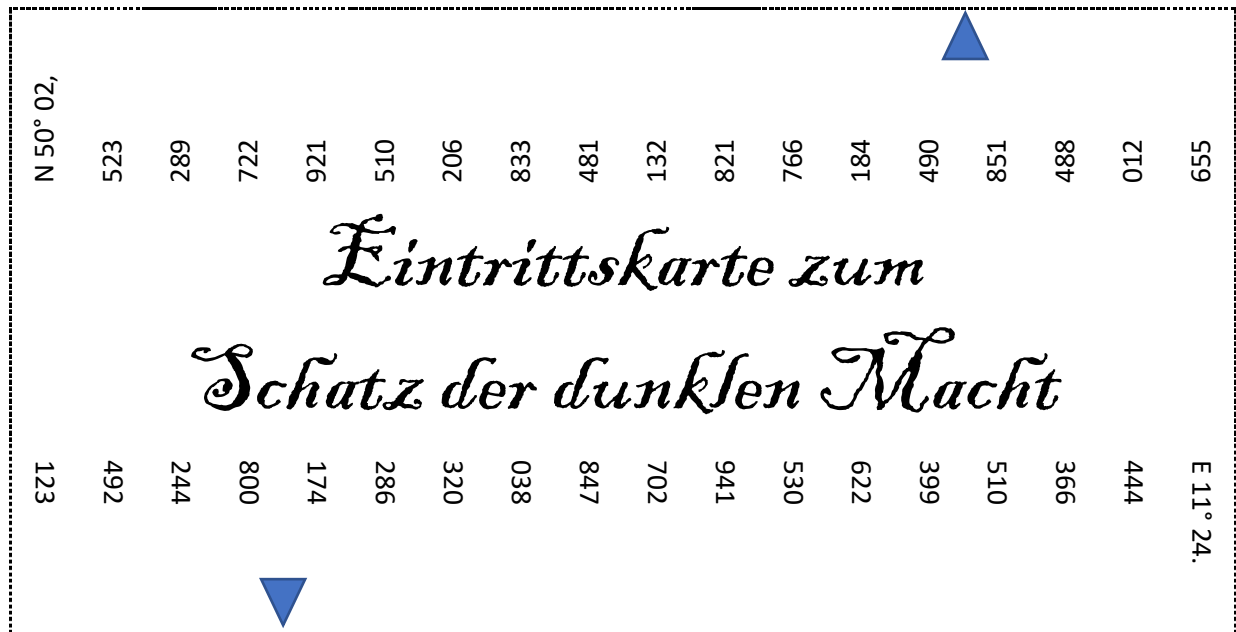 N 50° 02, 523 289 722 921 510 206 833 481 132 821 766 184 490 851 488 012 655
Eintrittskarte zum
Schatz der dunklen Macht
123 492 244 800 174 286 320 038 847 702 941 530 622 399 510 366 444 E 11° 24.